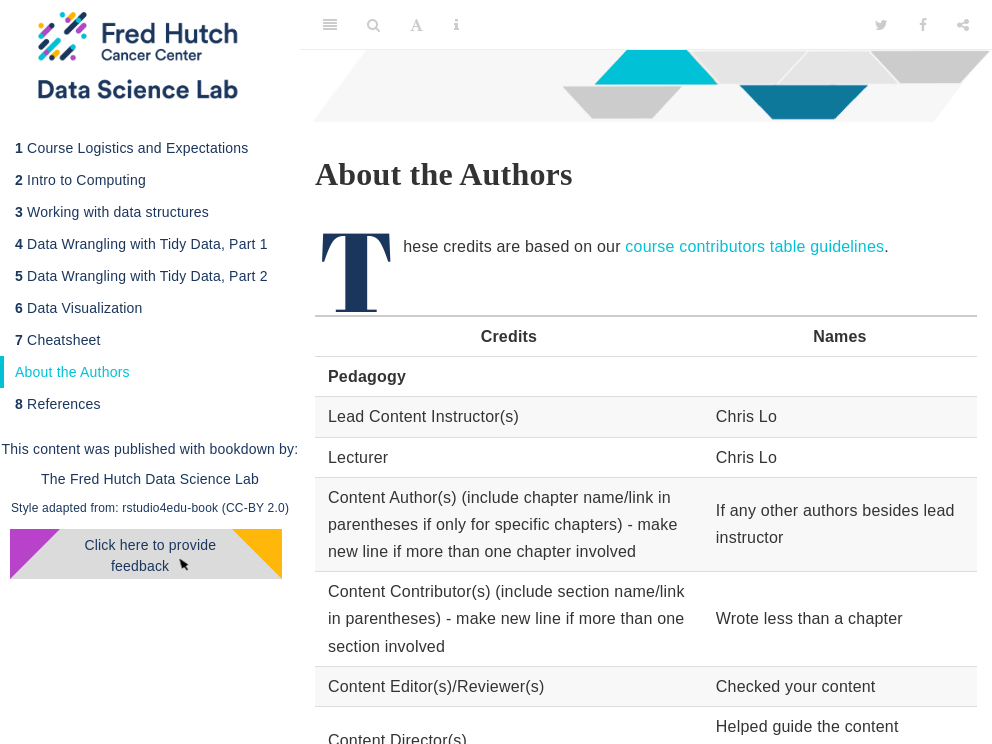 Fred Hutch
Cancer Center
Data Science Lab
1 Course Logistics and Expectations
2 Intro to Computing
3 Working with data structures
4 Data Wrangling with Tidy Data, Part 1
5 Data Wrangling with Tidy Data, Part 2
6 Data Visualization
7 Cheatsheet
About the Authors
8 References
This content was published with bookdown by:
The Fred Hutch Data Science Lab
Style adapted from: rstudio4edu-book (CC-BY 2.0)
Click here to provide
feedback
About the Authors
These credits are based on our course contributors table guidelines.
Credits Names
Pedagogy
Lead Content Instructor(s) Chris Lo
Lecturer Chris Lo
Content Author(s) (include chapter name/link in
parentheses if only for specific chapters) - make
new line if more than one chapter involved
If any other authors besides lead
instructor
Content Contributor(s) (include section name/link
in parentheses) - make new line if more than one
section involved
Wrote less than a chapter
Content Editor(s)/Reviewer(s) Checked your content
Content Director(s)
Helped guide the content